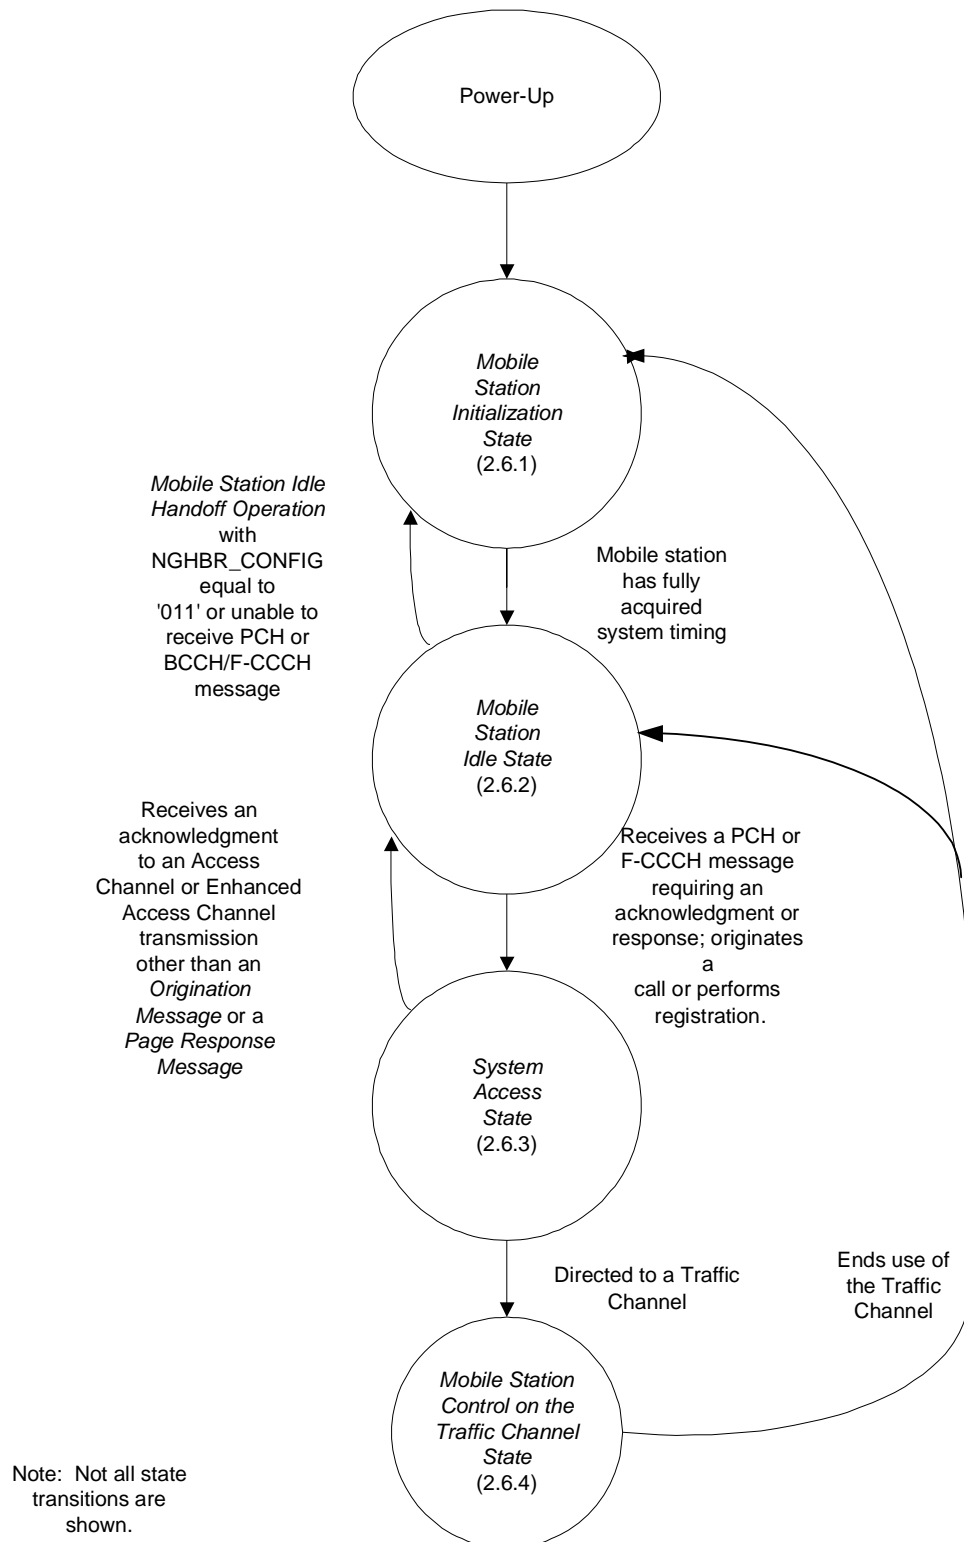 Power-Up
Mobile
Station
Initialization
State
(2.6.1)
Mobile Station Idle
Handoff Operation
with
NGHBR_CONFIG
equal to
'011' or unable to
receive PCH or
BCCH/F-CCCH
message
Mobile station
has fully
acquired
system timing
Mobile
Station
Idle State
(2.6.2)
Receives an
acknowledgment
to an Access
Channel or Enhanced
Access Channel
transmission
other than an
Origination
Message or a
Page Response
Message
Receives a PCH or
F-CCCH message
requiring an
acknowledgment or
response; originates
a
call or performs
registration.
System
Access
State
(2.6.3)
Directed to a Traffic
Channel
Ends use of
the Traffic
Channel
Mobile Station
Control on the
Traffic Channel
State
(2.6.4)
Note: Not all state
transitions are
shown.